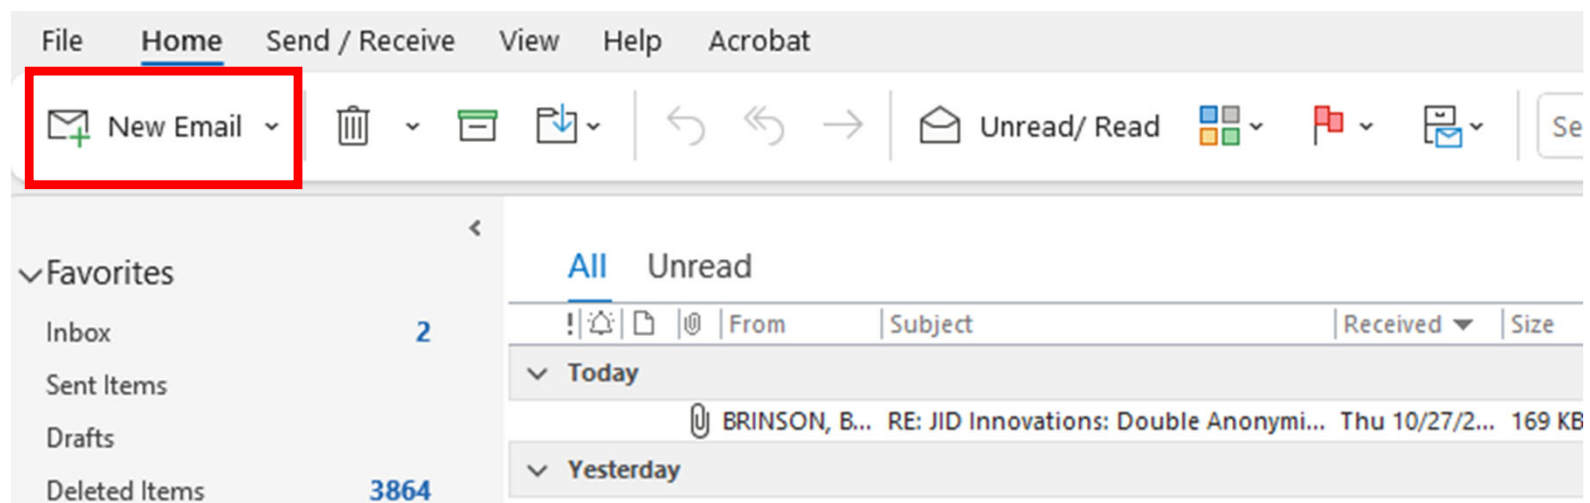 File Home Send / Receive View Help Acrobat
New Email Unread/ Read Se
Favorites
Inbox 2
Sent Items
Drafts
Deleted Items 3864
All Unread
! From Subject Received Size
Today
BRINSON, B... RE: JID Innovations: Double Anonymi... Thu 10/27/2... 169 KB
Yesterday